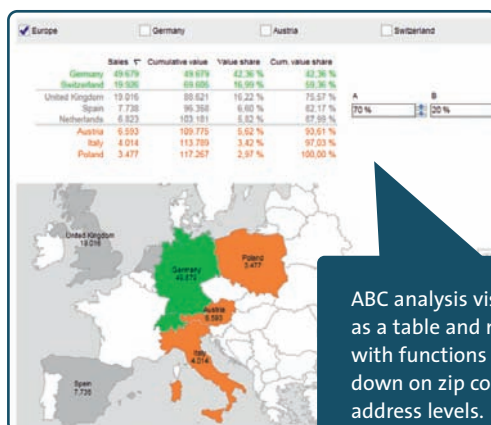 Europe Germany Austria Switzerland
Sales Cumulative value Value share Cum. value share
Germany 49.679 49.679 42,36 % 42,36 %
Switzerland 19.926 69.605 16,99 % 59,36 %
United Kingdom 19.016 88.621 16,22 % 75,57 %
Spain 7.738 96.358 6,60 % 82,17 %
Netherlands 6.823 103.181 5,82 % 87,99 %
Austria 6.593 109.775 5,62 % 93,61 %
Italy 4.014 113.789 3,42 % 97,03 %
Poland 3.477 117.267 2,97 % 100,00 %
A B
70 % 20 %
United Kingdom
19.016
Poland
3.477
Germany
49.679
Austria
6.593
Italy
4.014
Spain
7.738
ABC analysis vis
as a table and
with functions
down on zip co
address levels.